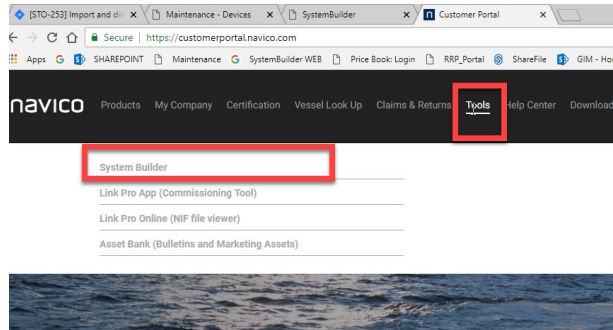 [STO-253] Import and dis
Maintenance - Devices
SystemBuilder
Customer Portal
Secure | https://customerportal.navico.com
Apps SHAREPOINT Maintenance SystemBuilder WEB Price Book: Login RRP_Portal ShareFile GIM - Ho
navico Products My Company Certification Vessel Look Up Claims & Returns Tools Help Center Download
System Builder
Link Pro App (Commissioning Tool)
Link Pro Online (NIF file viewer)
Asset Bank (Bulletins and Marketing Assets)